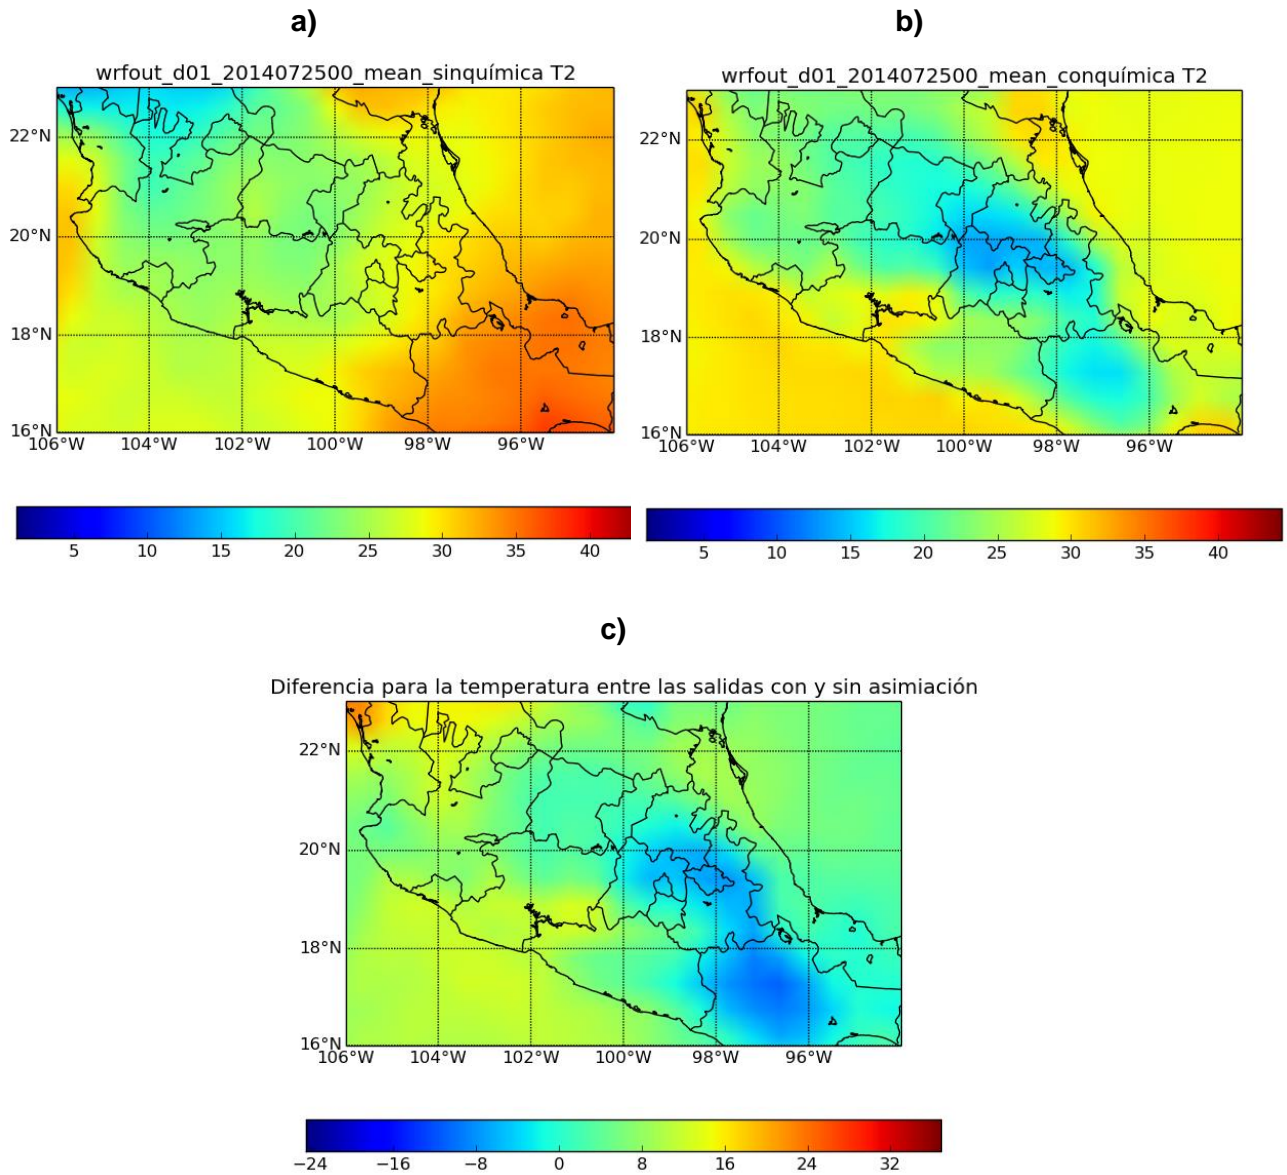 a)
b)
wrfout_d01_2014072500_mean_sinquímica T2
wrfout_d01_2014072500_mean_conquímica T2
22°N
20°N
18°N
16°N
106°W 104°W 102°W 100°W 98°W 96°W
22°N
20°N
18°N
16°N
106°W 104°W 102°W 100°W 98°W 96°W
5 10 15 20 25 30 35 40
5 10 15 20 25 30 35 40
c)
Diferencia para la temperatura entre las salidas con y sin asimiación
22°N
20°N
18°N
16°N
106°W 104°W 102°W 100°W 98°W 96°W
−24 −16 −8 0 8 16 24 32